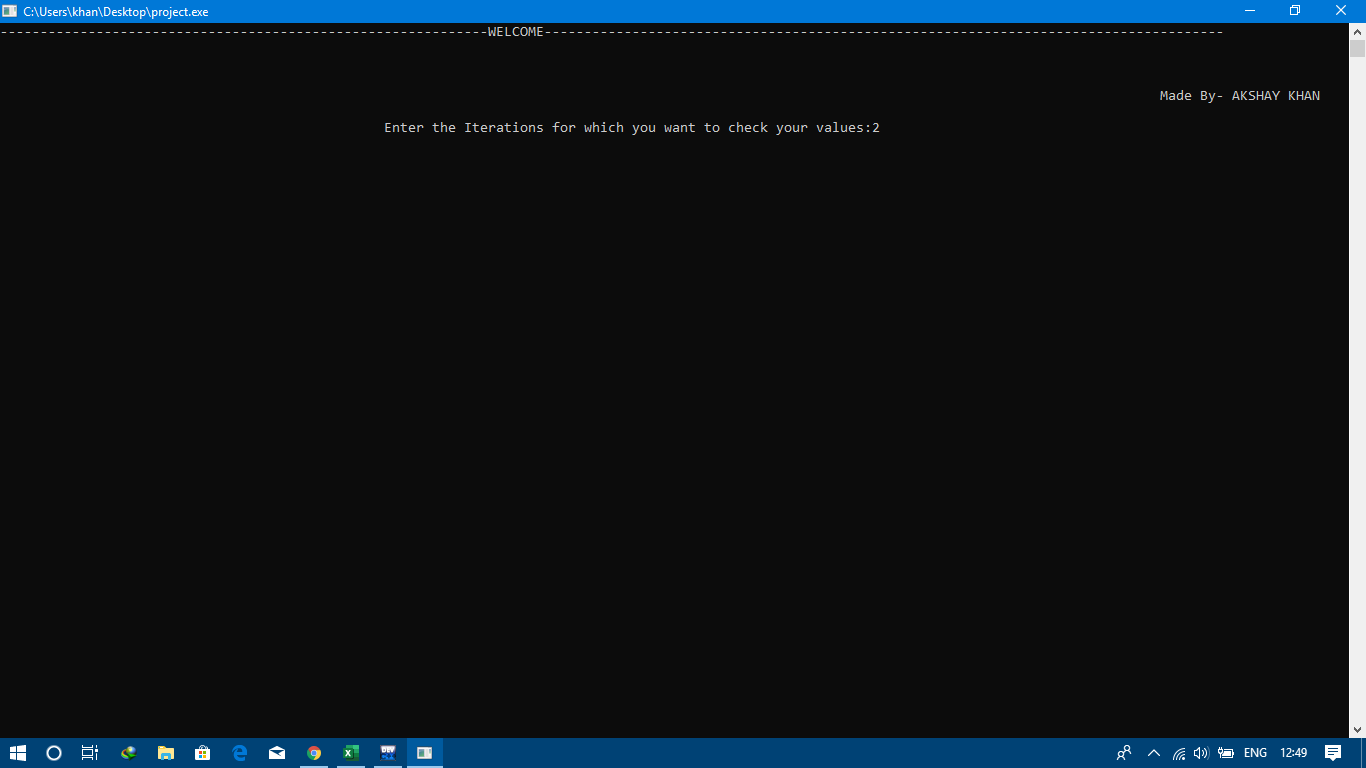 C:\Users\khan\Desktop\project.exe
-------------------------------------------------------------WELCOME-------------------------------------------------------------------------------------
Made By- AKSHAY KHAN
Enter the Iterations for which you want to check your values:2
DEV
ENG 12:49